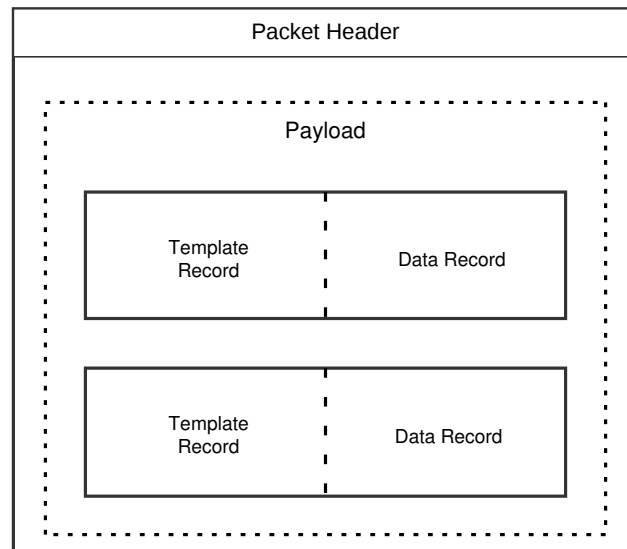 Packet Header
Payload
Template
Record
Data Record
Template
Record
Data Record